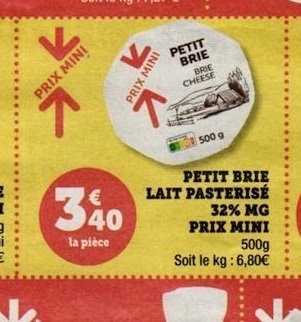 PRIX MINI
PRIX MINI
PETIT
BRIE
BRIE
CHEESE
500 g
3€40
la pièce
PETIT BRIE
LAIT PASTERISÉ
32% MG
PRIX MINI
500g
Soit le kg : 6,80€